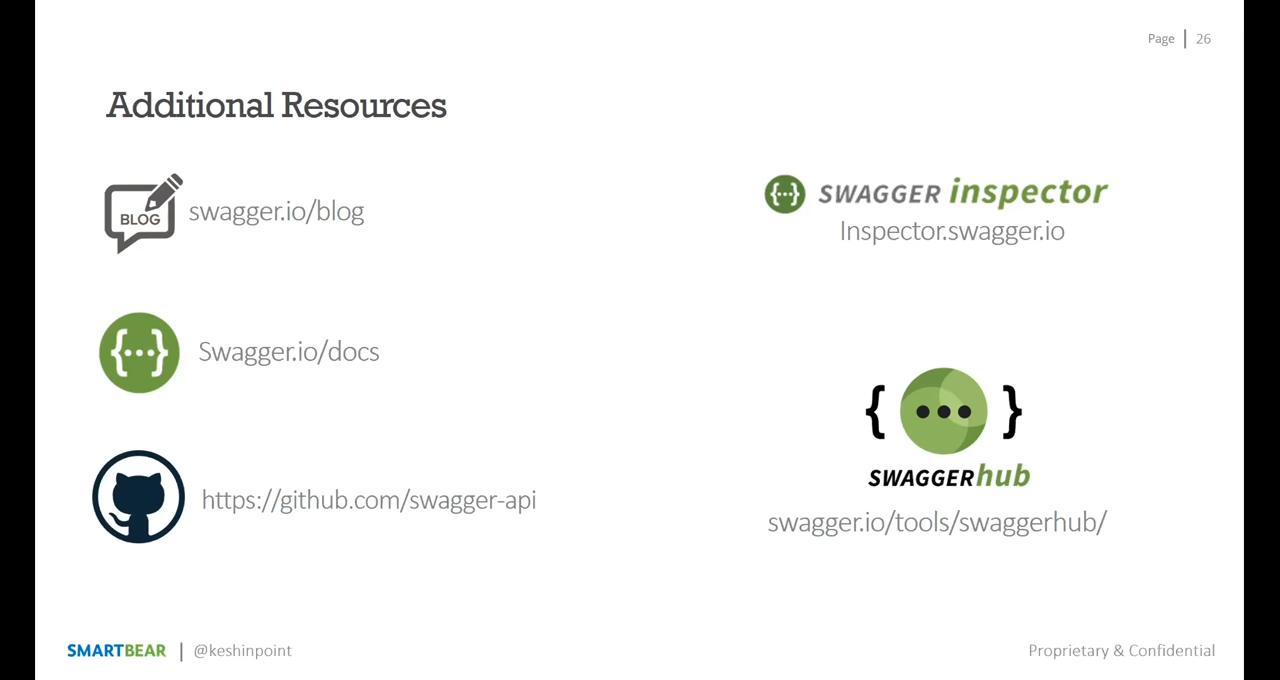 Page | 26
Additional Resources
BLOG
swagger.io/blog
Swagger.io/docs
https://github.com/swagger-api
{...} SWAGGER inspector
Inspector.swagger.io
{...}
SWAGGERhub
swagger.io/tools/swaggerhub/
SMARTBEAR | @keshinpoint
Proprietary & Confidential